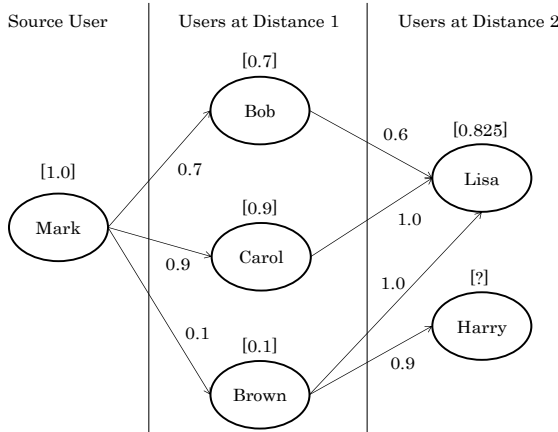 Source User
Users at Distance 1
Users at Distance 2
[0.7]
Bob
0.6
[0.825]
Lisa
[1.0]
Mark
0.7
[0.9]
Carol
0.9
1.0
1.0
[?]
Harry
0.1
[0.1]
Brown
0.9